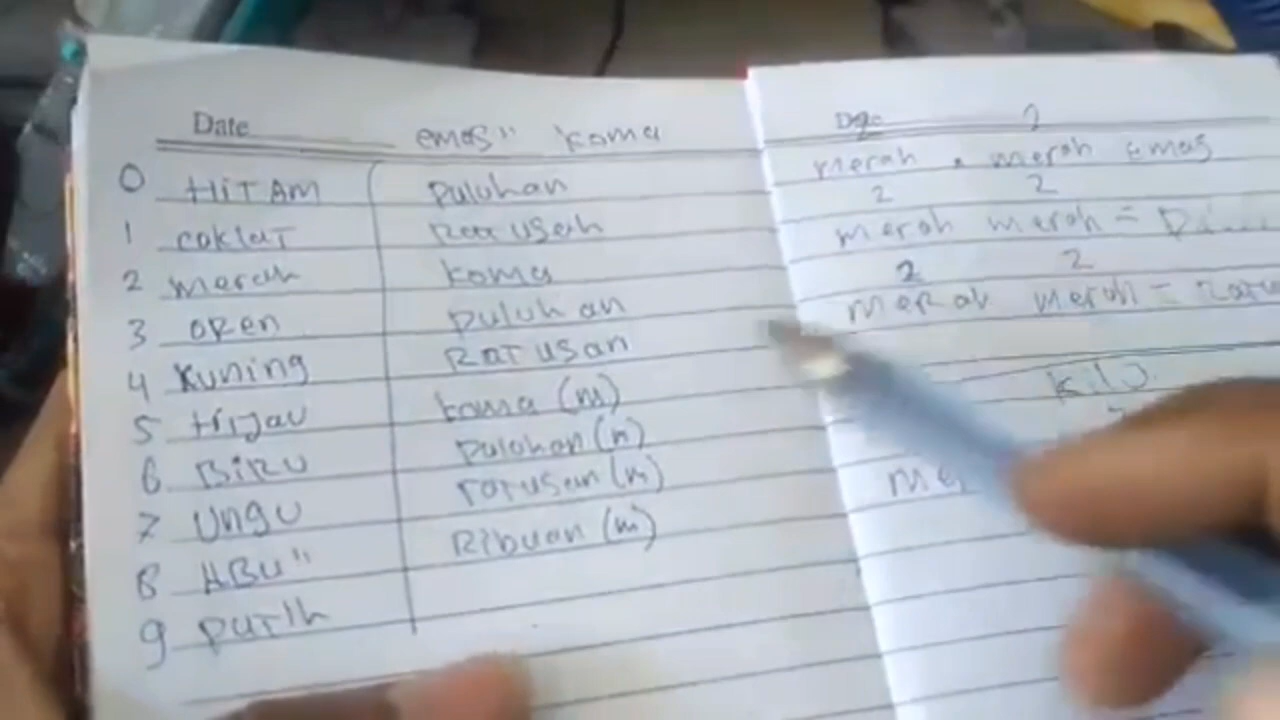 Date
emas" koma
0 HITAM puluhan
1 coklat Ratusan
2 merah koma
3 oren puluhan
4 Kuning RATUSan
5 Hijau koma (m)
6 BiRU puluhan (m)
7 UngU ratusan (m)
8 ABU" Ribuan (m)
9 putih
2
merah . merah Emas
2 2
merah merah =
2 2
merah merah =
kilo